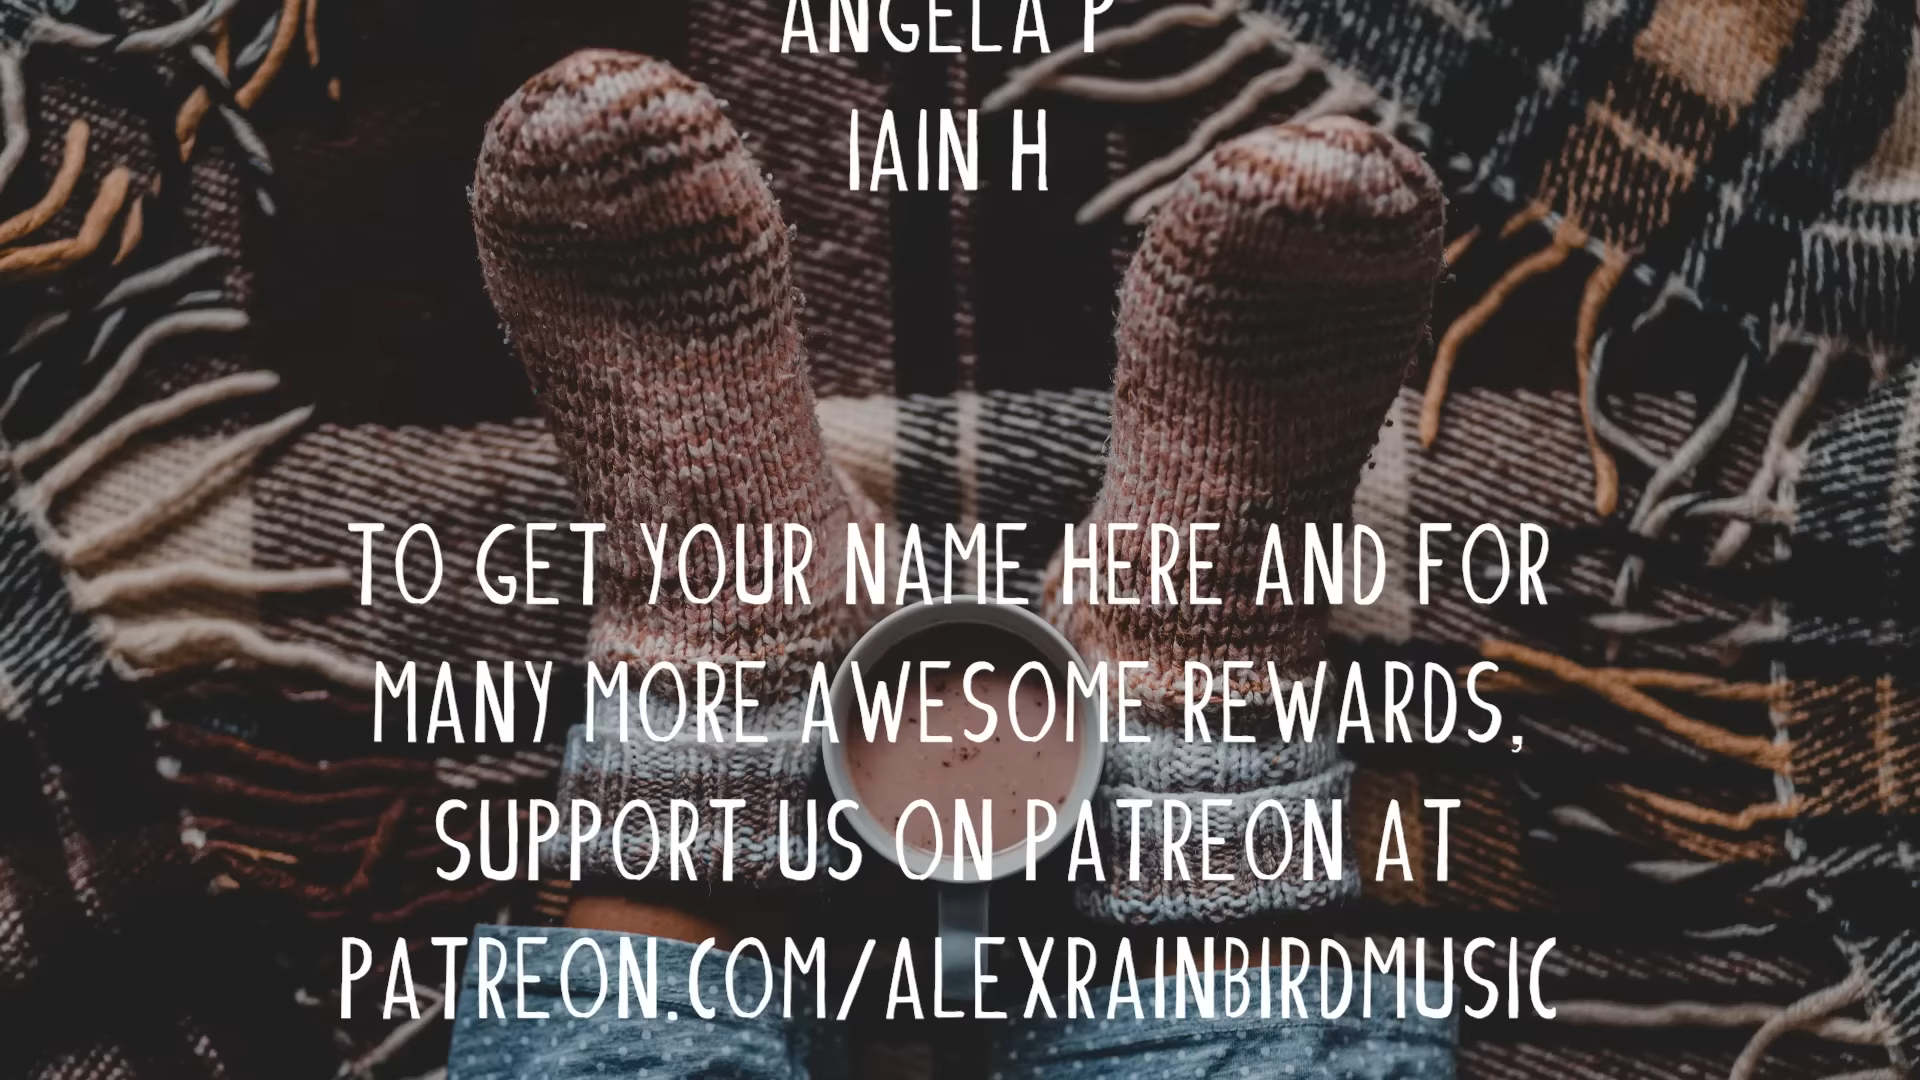 ANGELA P
IAIN H
TO GET YOUR NAME HERE AND FOR
MANY MORE AWESOME REWARDS,
SUPPORT US ON PATREON AT
PATREON.COM/ALEXRAINBIRDMUSIC